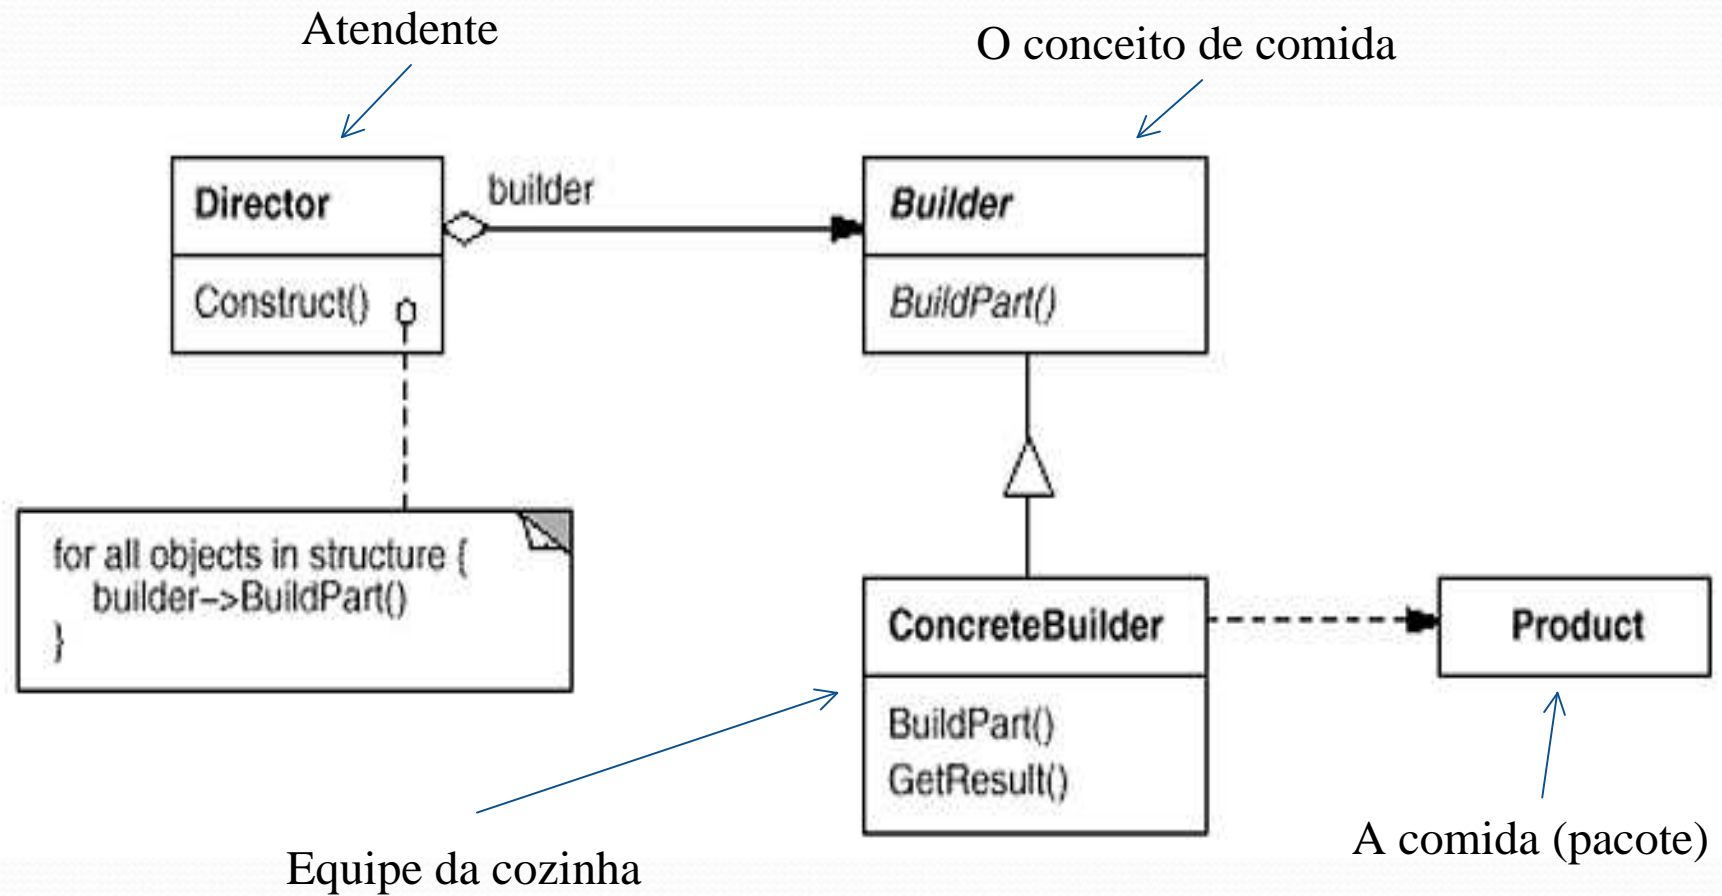 Atendente
O conceito de comida
Director
builder
Builder
Construct()
BuildPart()
for all objects in structure {
builder->BuildPart()
}
ConcreteBuilder
Product
BuildPart()
GetResult()
A comida (pacote)
Equipe da cozinha